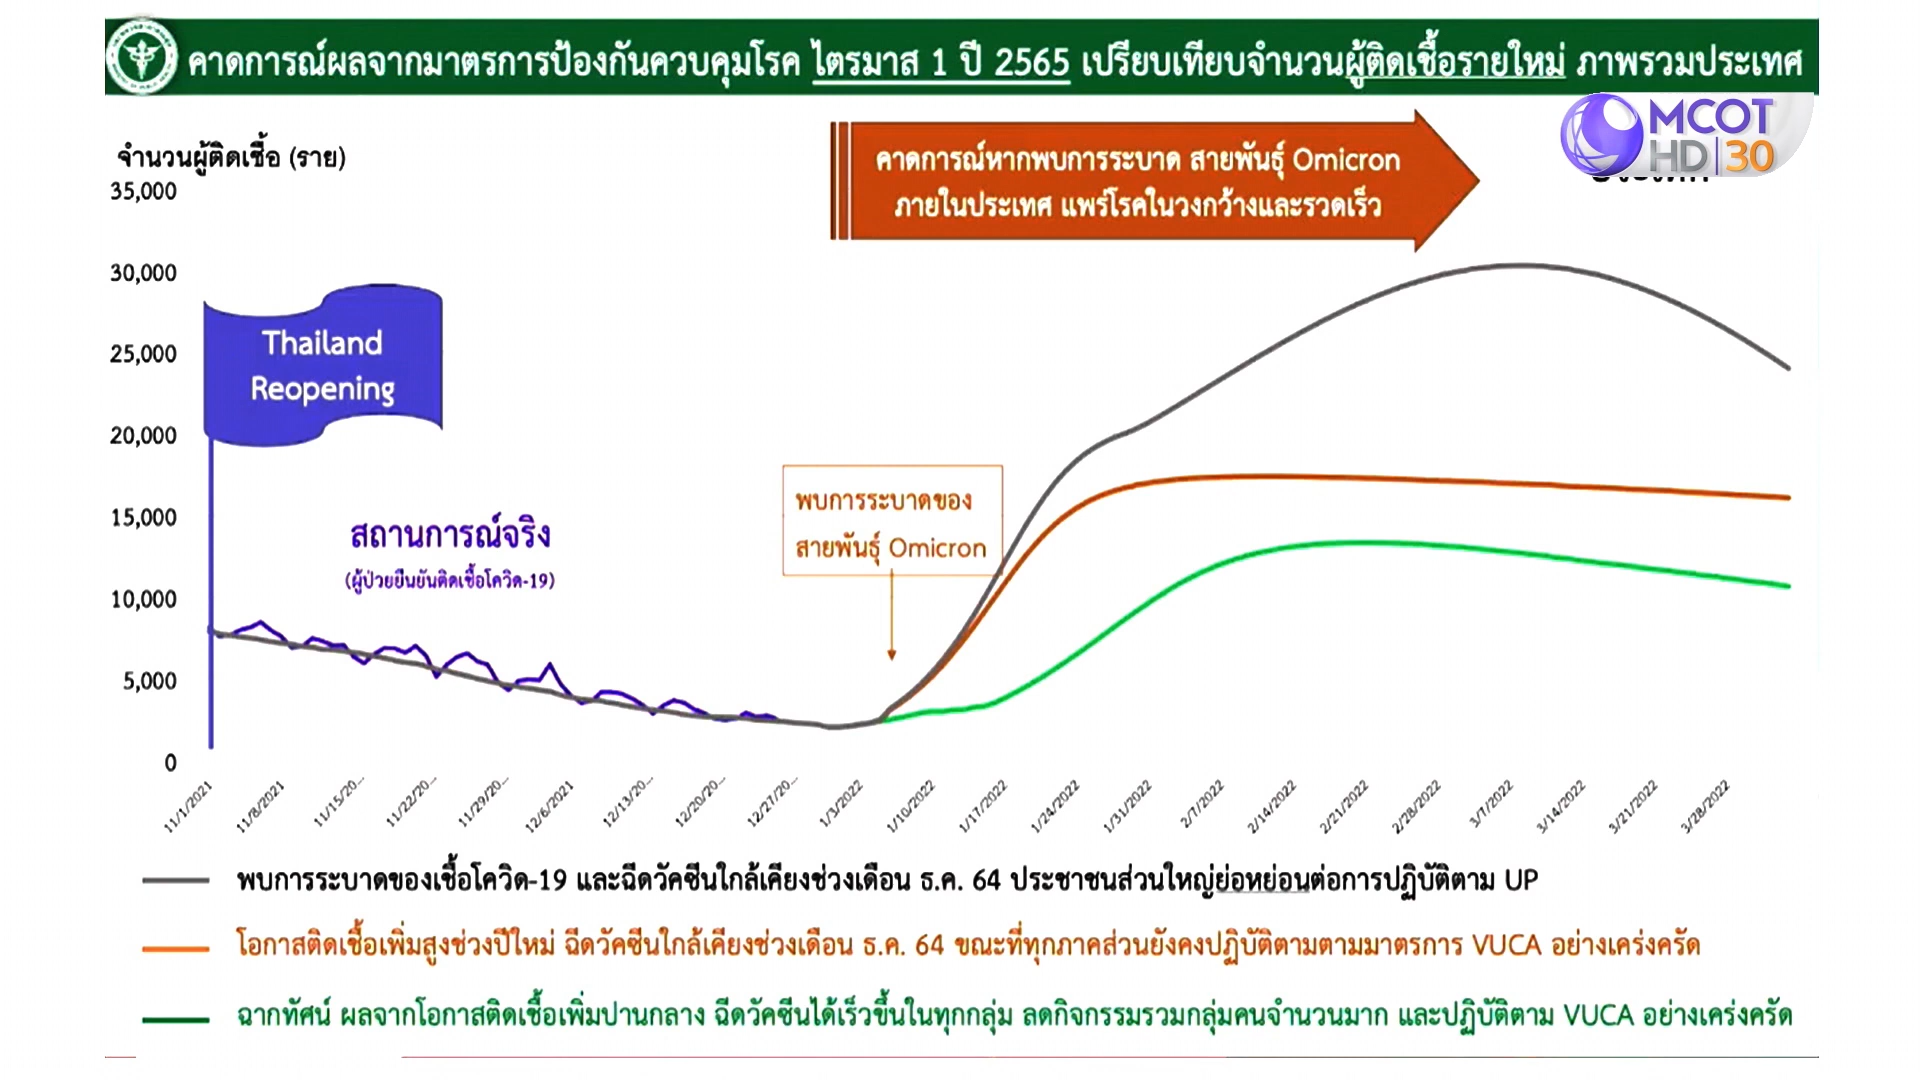 คาดการณ์ผลจากมาตรการป้องกันควบคุมโรค ไตรมาส 1 ปี 2565 เปรียบเทียบจำนวนผู้ติดเชื้อรายใหม่ ภาพรวมประเทศ
MCOT
HD 30
จำนวนผู้ติดเชื้อ (ราย)
คาดการณ์หากพบการระบาด สายพันธุ์ Omicron
ภายในประเทศ แพร่โรคในวงกว้างและรวดเร็ว
35,000
30,000
25,000
20,000
15,000
10,000
5,000
0
Thailand
Reopening
สถานการณ์จริง
(ผู้ป่วยยืนยันติดเชื้อโควิด-19)
พบการระบาดของ
สายพันธุ์ Omicron
11/1/2021
11/8/2021
11/15/20...
11/22/20...
11/29/20...
12/6/2021
12/13/20...
12/20/20...
12/27/20...
1/3/2022
1/10/2022
1/17/2022
1/24/2022
1/31/2022
2/7/2022
2/14/2022
2/21/2022
2/28/2022
3/7/2022
3/14/2022
3/21/2022
3/28/2022
พบการระบาดของเชื้อโควิด-19 และฉีดวัคซีนใกล้เคียงช่วงเดือน ธ.ค. 64 ประชาชนส่วนใหญ่ย่อหย่อนต่อการปฏิบัติตาม UP
โอกาสติดเชื้อเพิ่มสูงช่วงปีใหม่ ฉีดวัคซีนใกล้เคียงช่วงเดือน ธ.ค. 64 ขณะที่ทุกภาคส่วนยังคงปฏิบัติตามตามมาตรการ VUCA อย่างเคร่งครัด
ฉากทัศน์ ผลจากโอกาสติดเชื้อเพิ่มปานกลาง ฉีดวัคซีนได้เร็วขึ้นในทุกกลุ่ม ลดกิจกรรมรวมกลุ่มคนจำนวนมาก และปฏิบัติตาม VUCA อย่างเคร่งครัด